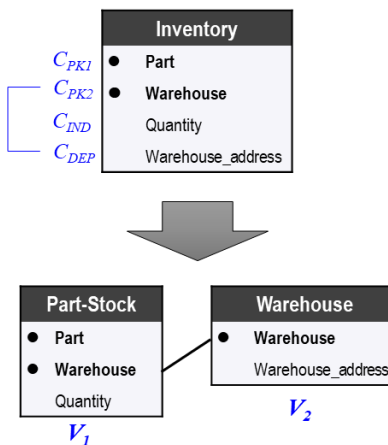 Inventory
C_PK1 ● Part
C_PK2 ● Warehouse
C_IND Quantity
C_DEP Warehouse_address
Part-Stock
● Part
● Warehouse
Quantity
V_1
Warehouse
● Warehouse
Warehouse_address
V_2